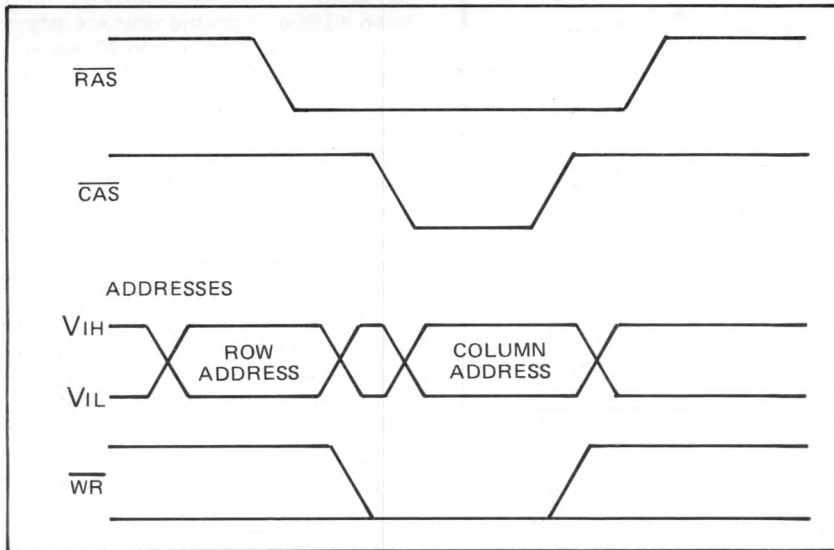 RAS
CAS
ADDRESSES
VIH
ROW
ADDRESS
COLUMN
ADDRESS
VIL
WR